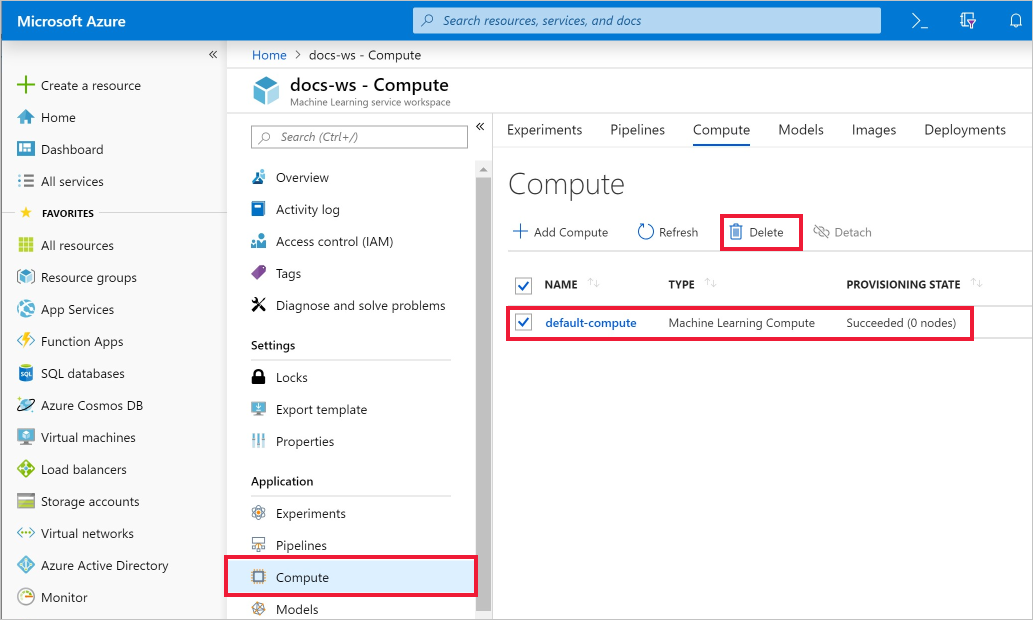 Microsoft Azure
Search resources, services, and docs
Create a resource
Home
Dashboard
All services
FAVORITES
All resources
Resource groups
App Services
Function Apps
SQL databases
Azure Cosmos DB
Virtual machines
Load balancers
Storage accounts
Virtual networks
Azure Active Directory
Monitor
Home > docs-ws - Compute
docs-ws - Compute
Machine Learning service workspace
Search (Ctrl+/)
Overview
Activity log
Access control (IAM)
Tags
Diagnose and solve problems
Settings
Locks
Export template
Properties
Application
Experiments
Pipelines
Compute
Models
Experiments Pipelines Compute Models Images Deployments
Compute
Add Compute Refresh Delete Detach
NAME TYPE PROVISIONING STATE
default-compute Machine Learning Compute Succeeded (0 nodes)